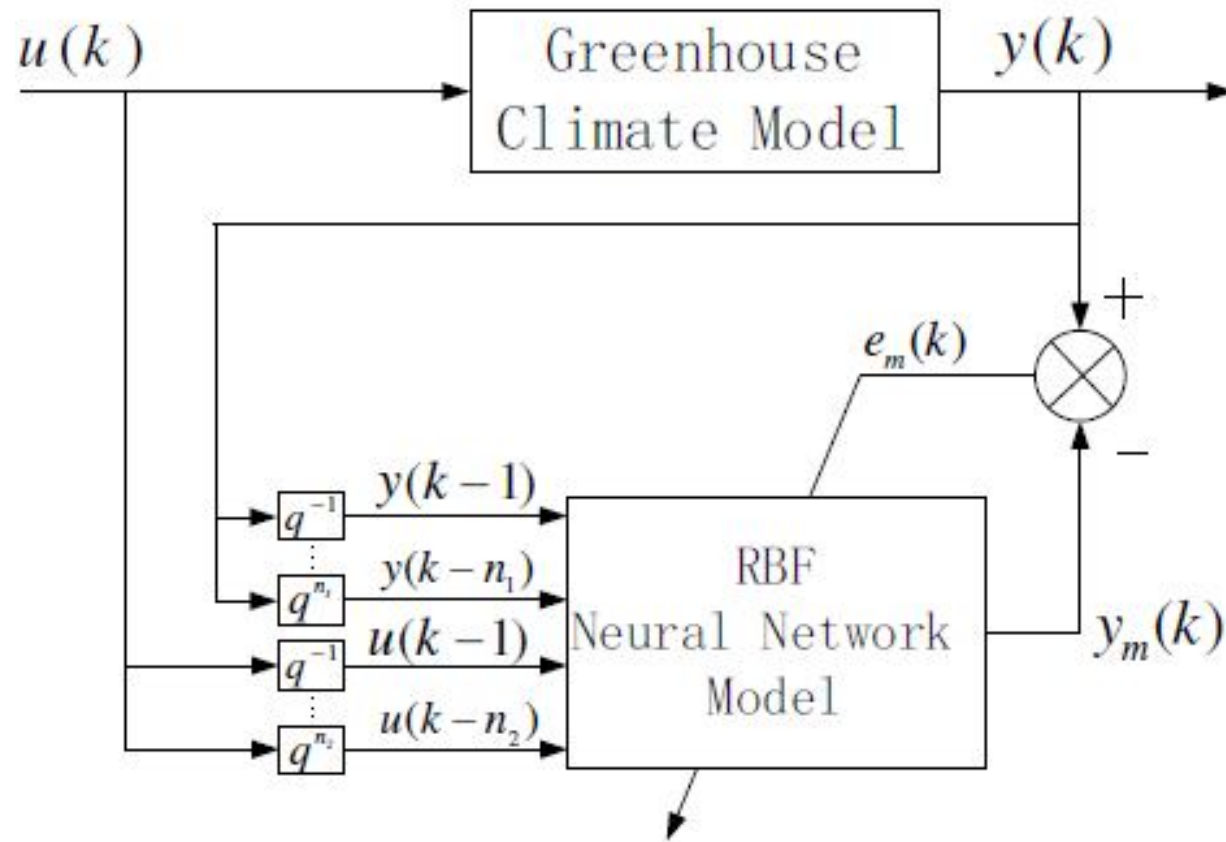 u(k)
Greenhouse
Climate Model
y(k)
+
e_m(k)
−
q^{-1}
y(k−1)
q^{n_1}
y(k−n_1)
q^{-1}
u(k−1)
q^{n_2}
u(k−n_2)
RBF
Neural Network
Model
y_m(k)